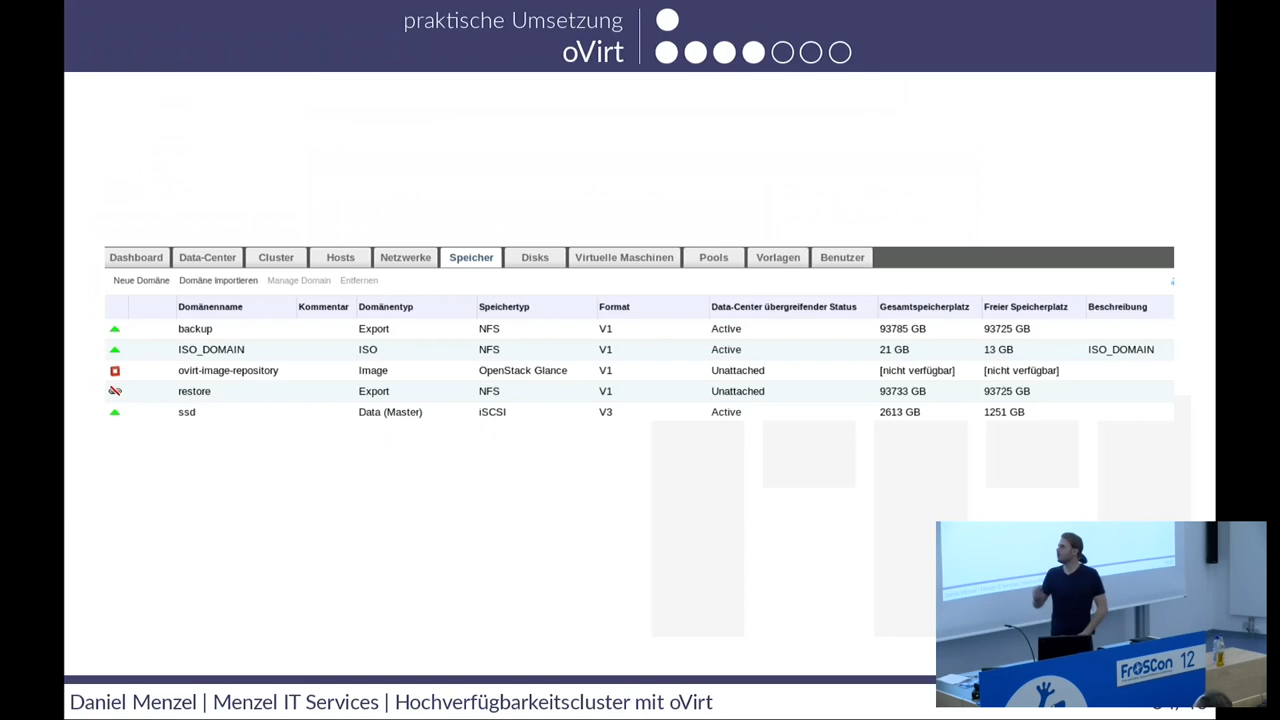 praktische Umsetzung
oVirt
Dashboard Data-Center Cluster Hosts Netzwerke Speicher Disks Virtuelle Maschinen Pools Vorlagen Benutzer
Neue Domäne Domäne Importieren Manage Domain Entfernen
Domänenname Kommentar Domänentyp Speichertyp Format Data-Center übergreifender Status Gesamtspeicherplatz Freier Speicherplatz Beschreibung
backup Export NFS V1 Active 93785 GB 93725 GB
ISO_DOMAIN ISO NFS V1 Active 21 GB 13 GB ISO_DOMAIN
ovirt-image-repository Image OpenStack Glance V1 Unattached [nicht verfügbar] [nicht verfügbar]
restore Export NFS V1 Unattached 93733 GB 93725 GB
ssd Data (Master) iSCSI V3 Active 2613 GB 1251 GB
FrOSCon 12
Daniel Menzel | Menzel IT Services | Hochverfügbarkeitscluster mit oVirt